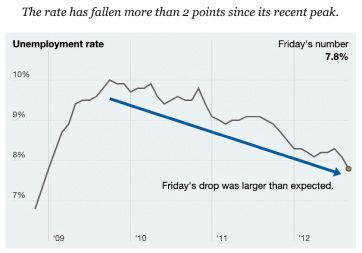 The rate has fallen more than 2 points since its recent peak.
Unemployment rate
Friday's number
7.8%
10%
9%
8%
7%
Friday's drop was larger than expected.
'09
'10
'11
'12